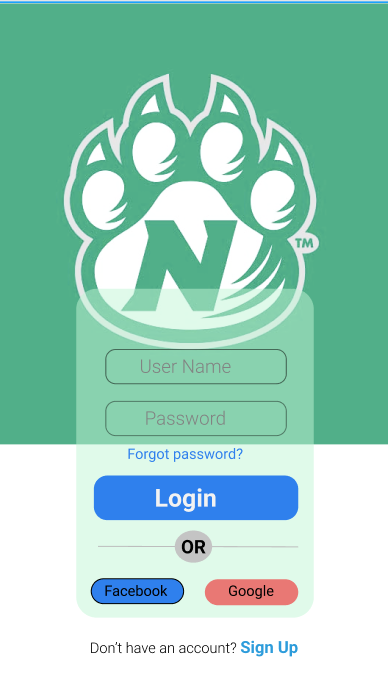 N
TM
User Name
Password
Forgot password?
Login
OR
Facebook Google
Don't have an account? Sign Up